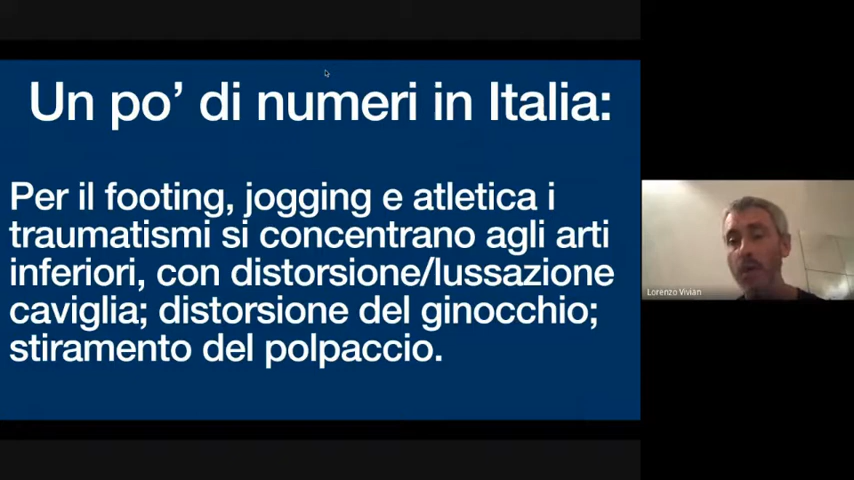 Un po’ di numeri in Italia:
Per il footing, jogging e atletica i
traumatismi si concentrano agli arti
inferiori, con distorsione/lussazione
caviglia; distorsione del ginocchio;
stiramento del polpaccio.
Lorenzo Vivian